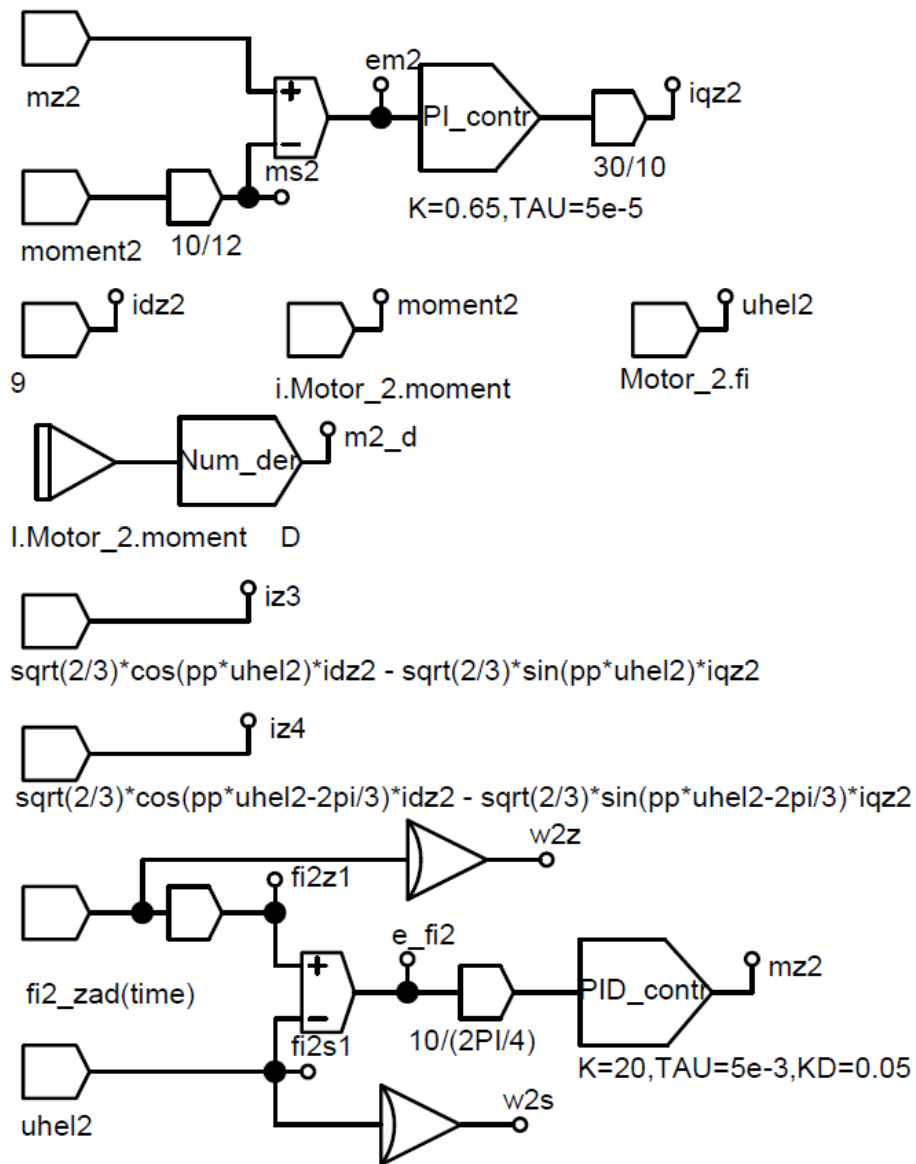 mz2
+
-
em2
PI_contr
iqz2
ms2
30/10
K=0.65,TAU=5e-5
moment2
10/12
idz2
moment2
uhel2
9
i.Motor_2.moment
Motor_2.fi
Num_der
m2_d
I.Motor_2.moment D
iz3
sqrt(2/3)*cos(pp*uhel2)*idz2 - sqrt(2/3)*sin(pp*uhel2)*iqz2
iz4
sqrt(2/3)*cos(pp*uhel2-2pi/3)*idz2 - sqrt(2/3)*sin(pp*uhel2-2pi/3)*iqz2
w2z
fi2z1
e_fi2
+
-
PID_contr
mz2
fi2_zad(time)
10/(2PI/4)
fi2s1
K=20,TAU=5e-3,KD=0.05
uhel2
w2s